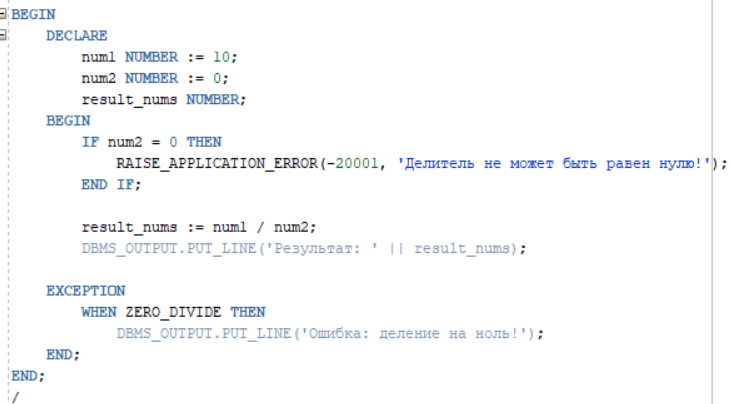 BEGIN
    DECLARE
        num1 NUMBER := 10;
        num2 NUMBER := 0;
        result_nums NUMBER;
    BEGIN
        IF num2 = 0 THEN
            RAISE_APPLICATION_ERROR(-20001, 'Делитель не может быть равен нулю!');
        END IF;

        result_nums := num1 / num2;
        DBMS_OUTPUT.PUT_LINE('Результат: ' || result_nums);

    EXCEPTION
        WHEN ZERO_DIVIDE THEN
            DBMS_OUTPUT.PUT_LINE('Ошибка: деление на ноль!');
    END;
END;
/